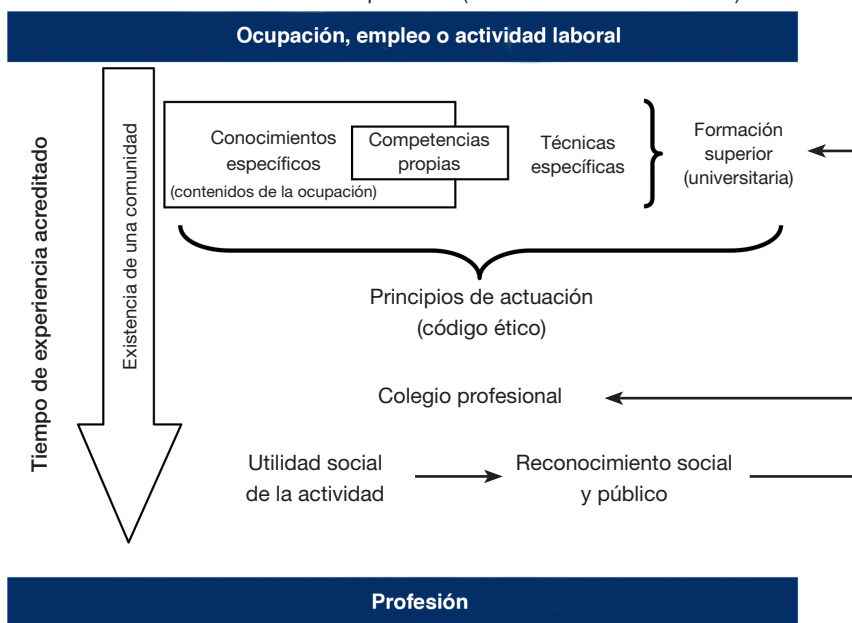 Ocupación, empleo o actividad laboral
Tiempo de experiencia acreditado
Existencia de una comunidad
Conocimientos
específicos
(contenidos de la ocupación)
Competencias
propias
Técnicas
específicas
Formación
superior
(universitaria)
Principios de actuación
(código ético)
Colegio profesional
Utilidad social
de la actividad
Reconocimiento social
y público
Profesión